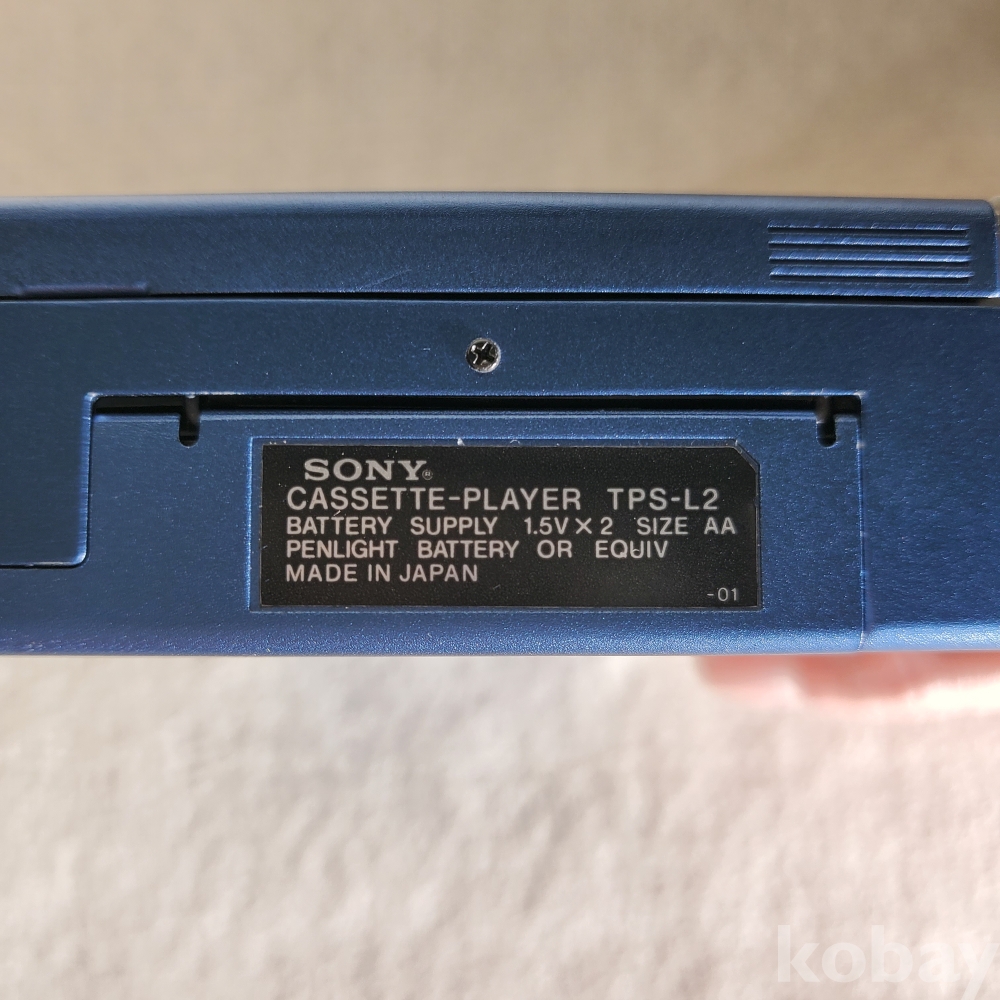 SONY®
CASSETTE-PLAYER TPS-L2
BATTERY SUPPLY 1.5V×2 SIZE AA
PENLIGHT BATTERY OR EQUIV
MADE IN JAPAN
-01
kobay